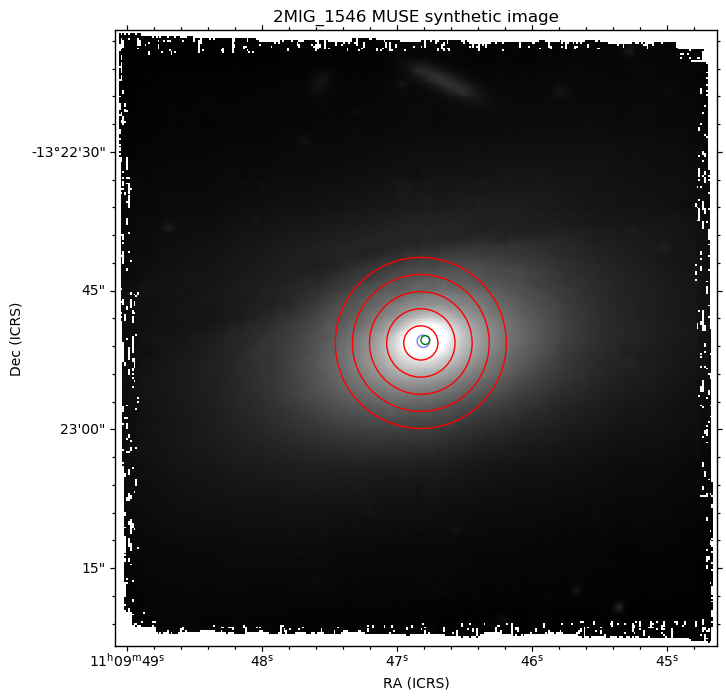 2MIG_1546 MUSE synthetic image
Dec (ICRS)
-13°22'30"
45"
23'00"
15"
11ʰ09ᵐ49ˢ 48ˢ 47ˢ 46ˢ 45ˢ
RA (ICRS)